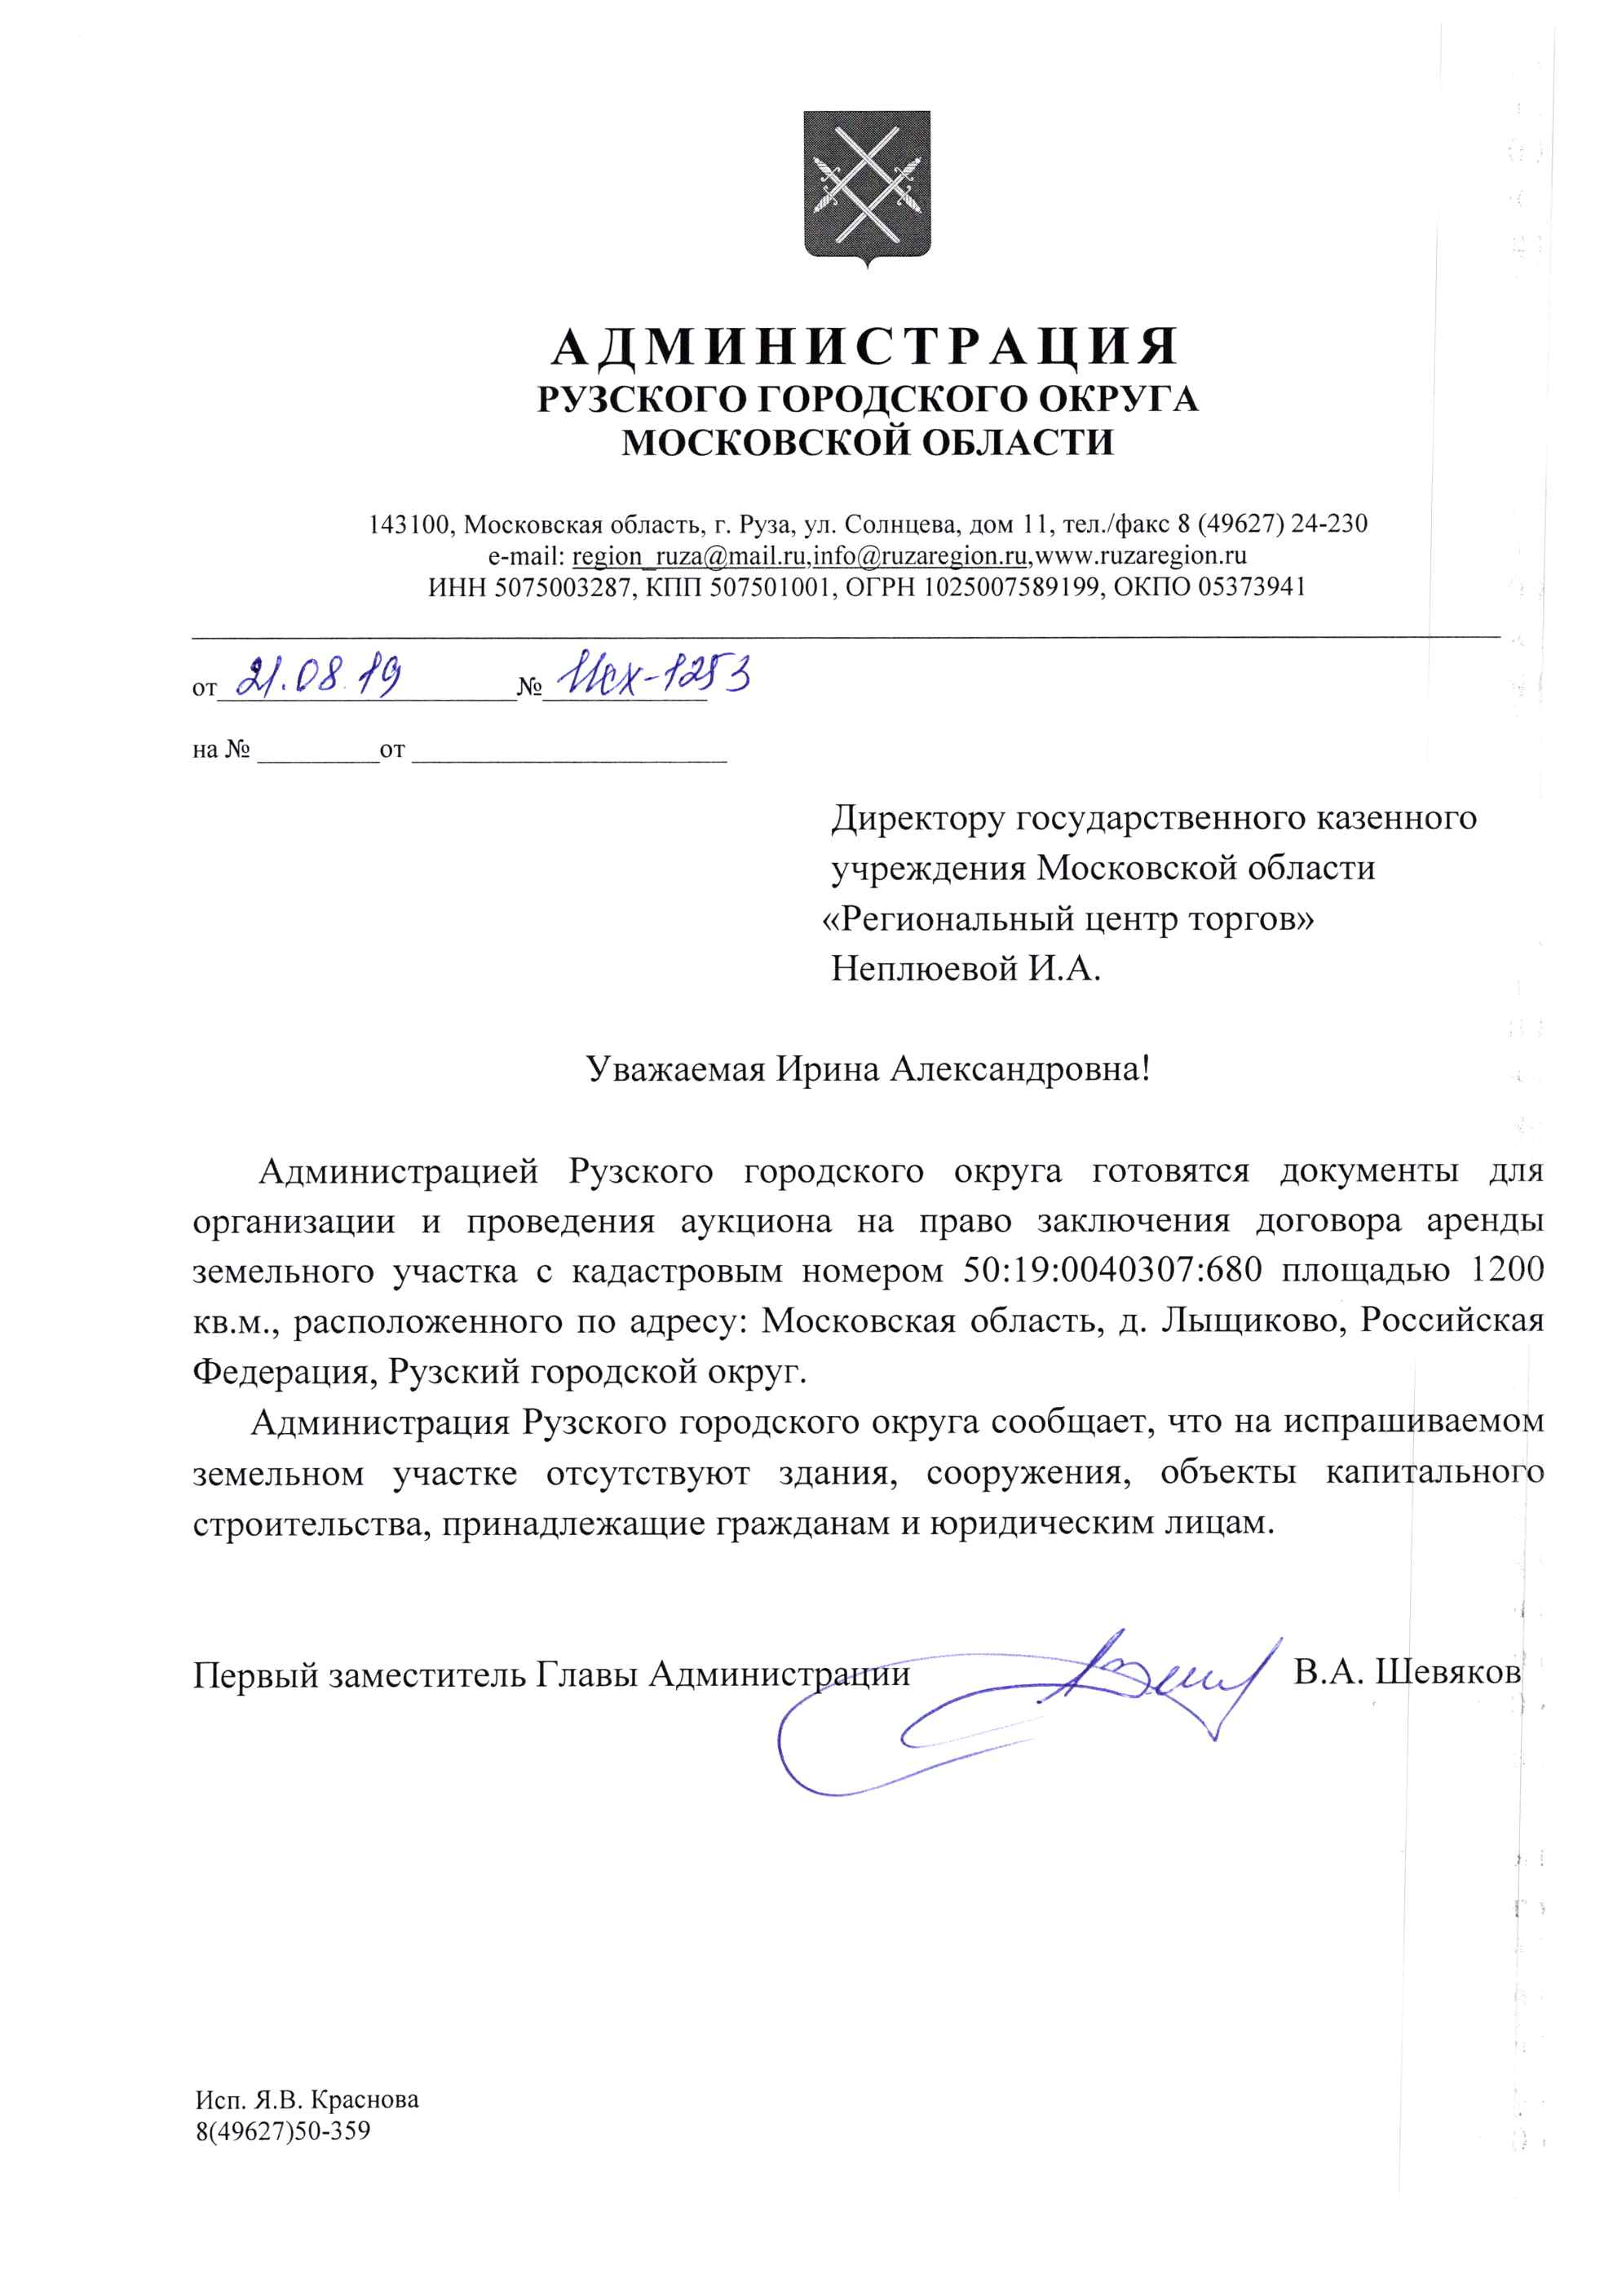 АДМИНИСТРАЦИЯ
РУЗСКОГО ГОРОДСКОГО ОКРУГА
МОСКОВСКОЙ ОБЛАСТИ
143100, Московская область, г. Руза, ул. Солнцева, дом 11, тел./факс 8 (49627) 24-230
e-mail: region_ruza@mail.ru,info@ruzaregion.ru,www.ruzaregion.ru
ИНН 5075003287, КПП 507501001, ОГРН 1025007589199, ОКПО 05373941
от 21.08.19 № Исх-1253
на № __________от ____________________
Директору государственного казенного
учреждения Московской области
«Региональный центр торгов»
Неплюевой И.А.
Уважаемая Ирина Александровна!
Администрацией Рузского городского округа готовятся документы для
организации и проведения аукциона на право заключения договора аренды
земельного участка с кадастровым номером 50:19:0040307:680 площадью 1200
кв.м., расположенного по адресу: Московская область, д. Лыщиково, Российская
Федерация, Рузский городской округ.
Администрация Рузского городского округа сообщает, что на испрашиваемом
земельном участке отсутствуют здания, сооружения, объекты капитального
строительства, принадлежащие гражданам и юридическим лицам.
Первый заместитель Главы Администрации В.А. Шевяков
Исп. Я.В. Краснова
8(49627)50-359